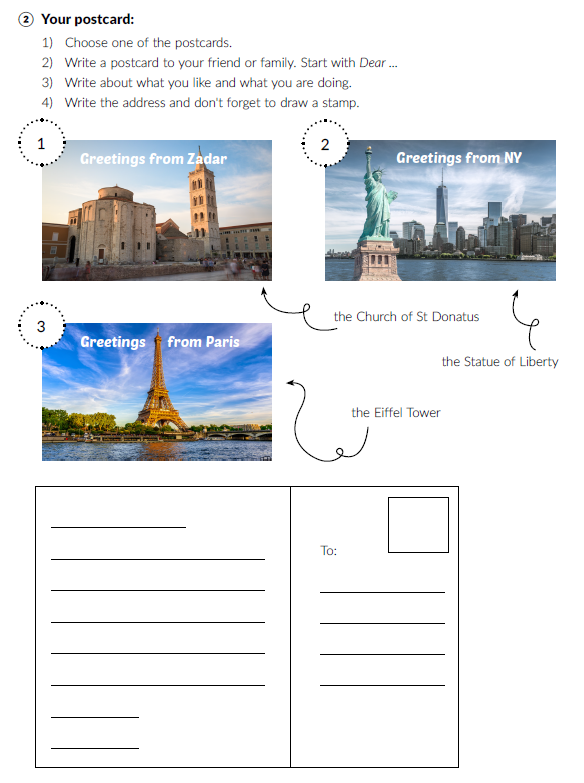 2 Your postcard:
1) Choose one of the postcards.
2) Write a postcard to your friend or family. Start with Dear ...
3) Write about what you like and what you are doing.
4) Write the address and don't forget to draw a stamp.
1
Greetings from Zadar
2
Greetings from NY
the Church of St Donatus
the Statue of Liberty
3
Greetings from Paris
the Eiffel Tower
To: